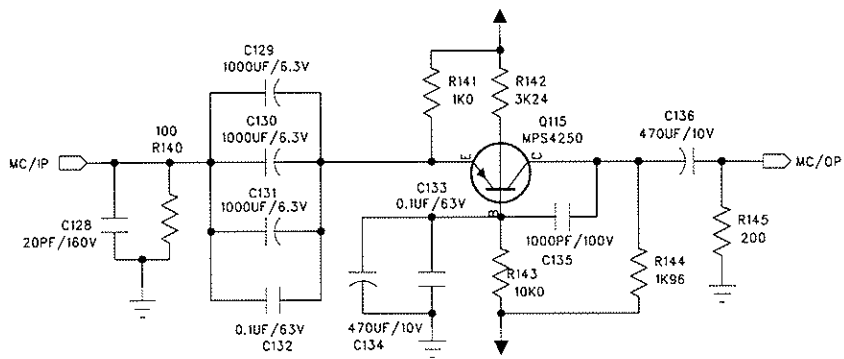 C129
1000UF/6.3V
R141
1K0
R142
3K24
Q115
MPS4250
C136
470UF/10V
100
R140
C130
1000UF/6.3V
MC/IP
E
C
MC/OP
C131
1000UF/6.3V
C133
0.1UF/63V
B
C128
20PF/160V
1000PF/100V
C135
R145
200
R143
10K0
R144
1K96
0.1UF/63V
C132
470UF/10V
C134